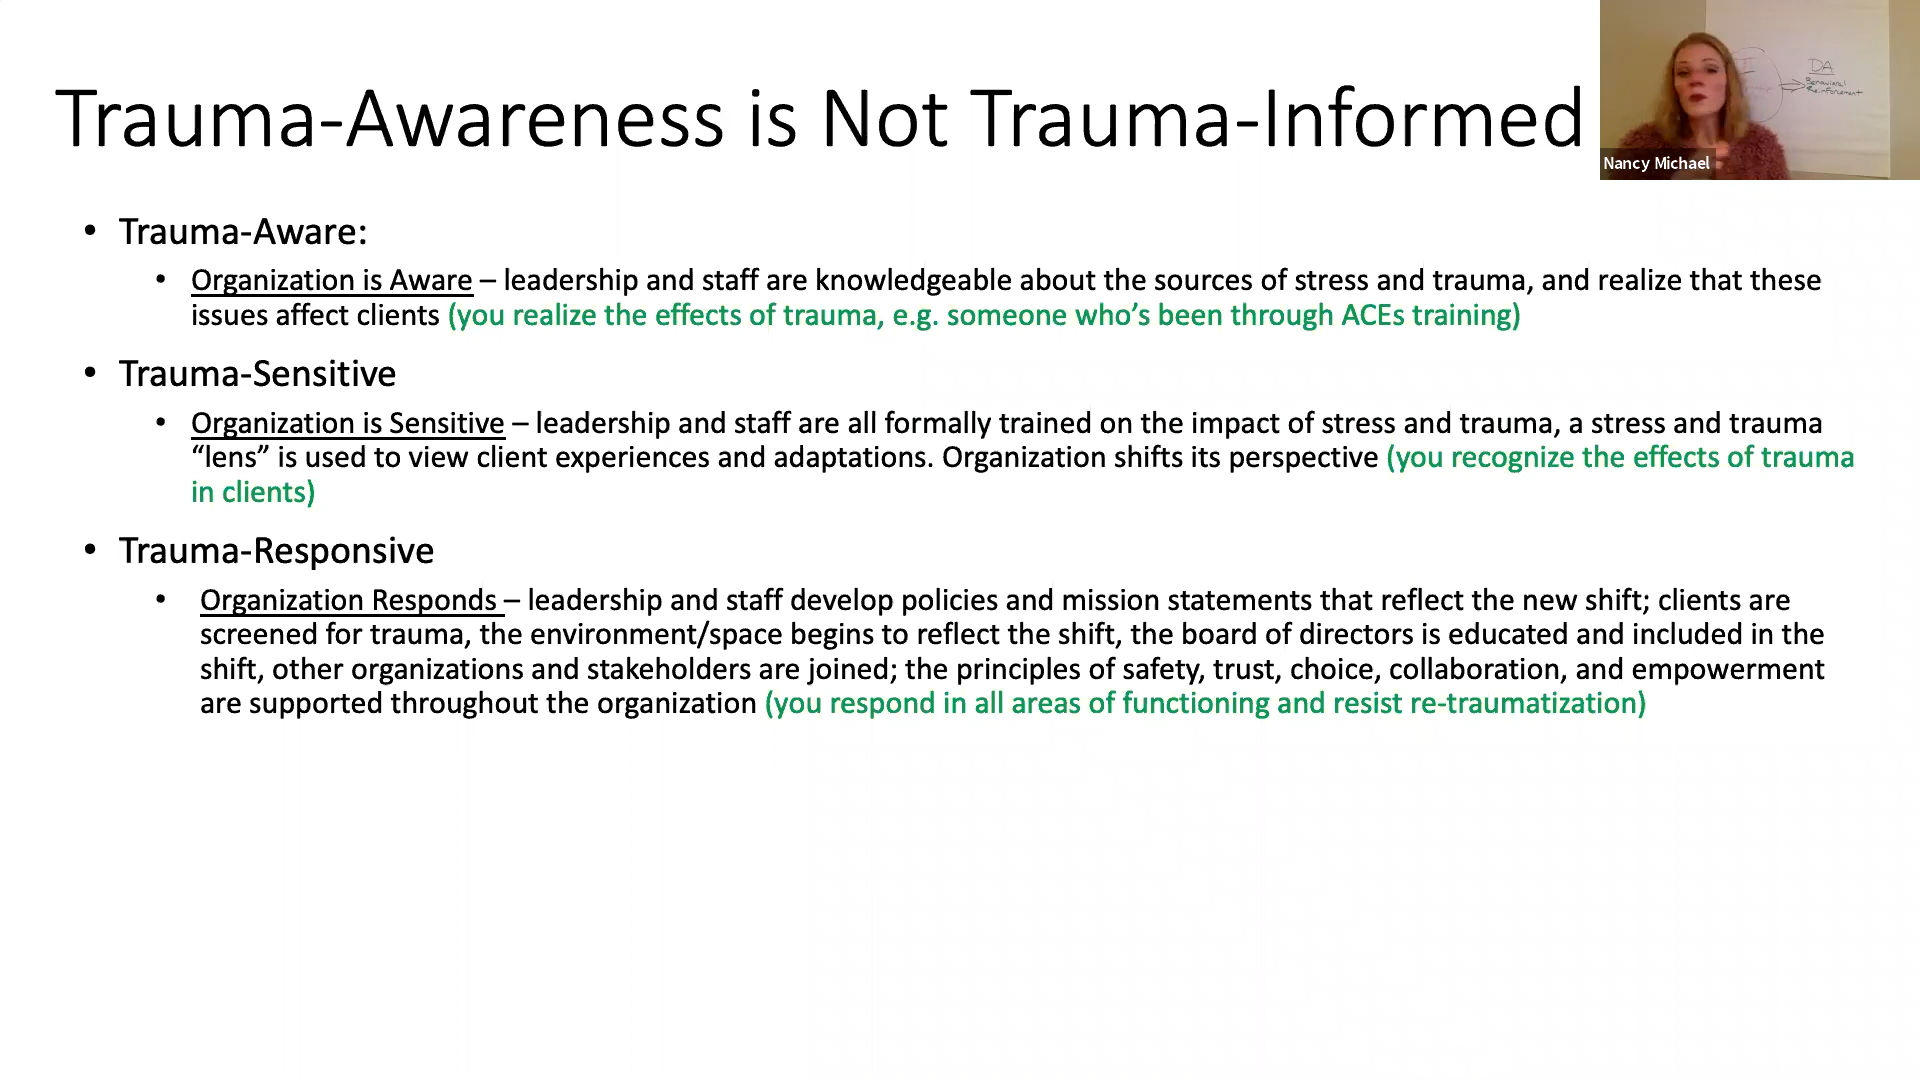 Trauma-Awareness is Not Trauma-Informed
DA
Behavioral
Reinforcement
Nancy Michael
• Trauma-Aware:
• Organization is Aware – leadership and staff are knowledgeable about the sources of stress and trauma, and realize that these
issues affect clients (you realize the effects of trauma, e.g. someone who’s been through ACEs training)
• Trauma-Sensitive
• Organization is Sensitive – leadership and staff are all formally trained on the impact of stress and trauma, a stress and trauma
“lens” is used to view client experiences and adaptations. Organization shifts its perspective (you recognize the effects of trauma
in clients)
• Trauma-Responsive
• Organization Responds – leadership and staff develop policies and mission statements that reflect the new shift; clients are
screened for trauma, the environment/space begins to reflect the shift, the board of directors is educated and included in the
shift, other organizations and stakeholders are joined; the principles of safety, trust, choice, collaboration, and empowerment
are supported throughout the organization (you respond in all areas of functioning and resist re-traumatization)